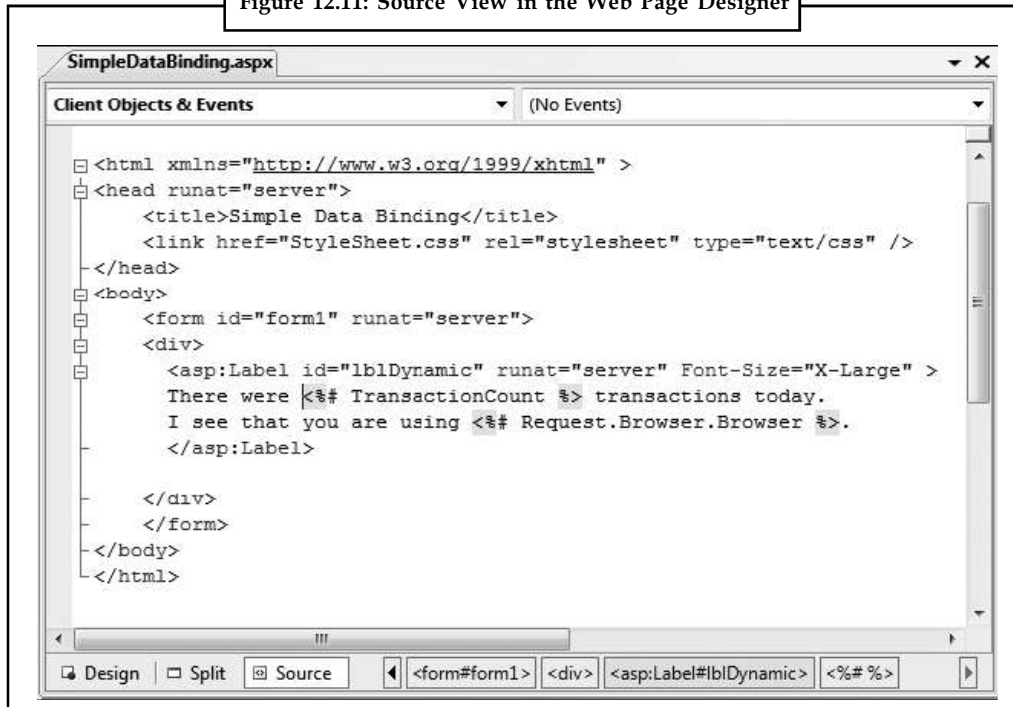 Figure 12.11: Source View in the Web Page Designer
SimpleDataBinding.aspx
Client Objects & Events (No Events)
<html xmlns="http://www.w3.org/1999/xhtml" >
<head runat="server">
<title>Simple Data Binding</title>
<link href="StyleSheet.css" rel="stylesheet" type="text/css" />
</head>
<body>
<form id="form1" runat="server">
<div>
<asp:Label id="lblDynamic" runat="server" Font-Size="X-Large" >
There were <%# TransactionCount %> transactions today.
I see that you are using <%# Request.Browser.Browser %>.
</asp:Label>
</div>
</form>
</body>
</html>
Design Split Source <form#form1> <div> <asp:Label#lblDynamic> <%# %>